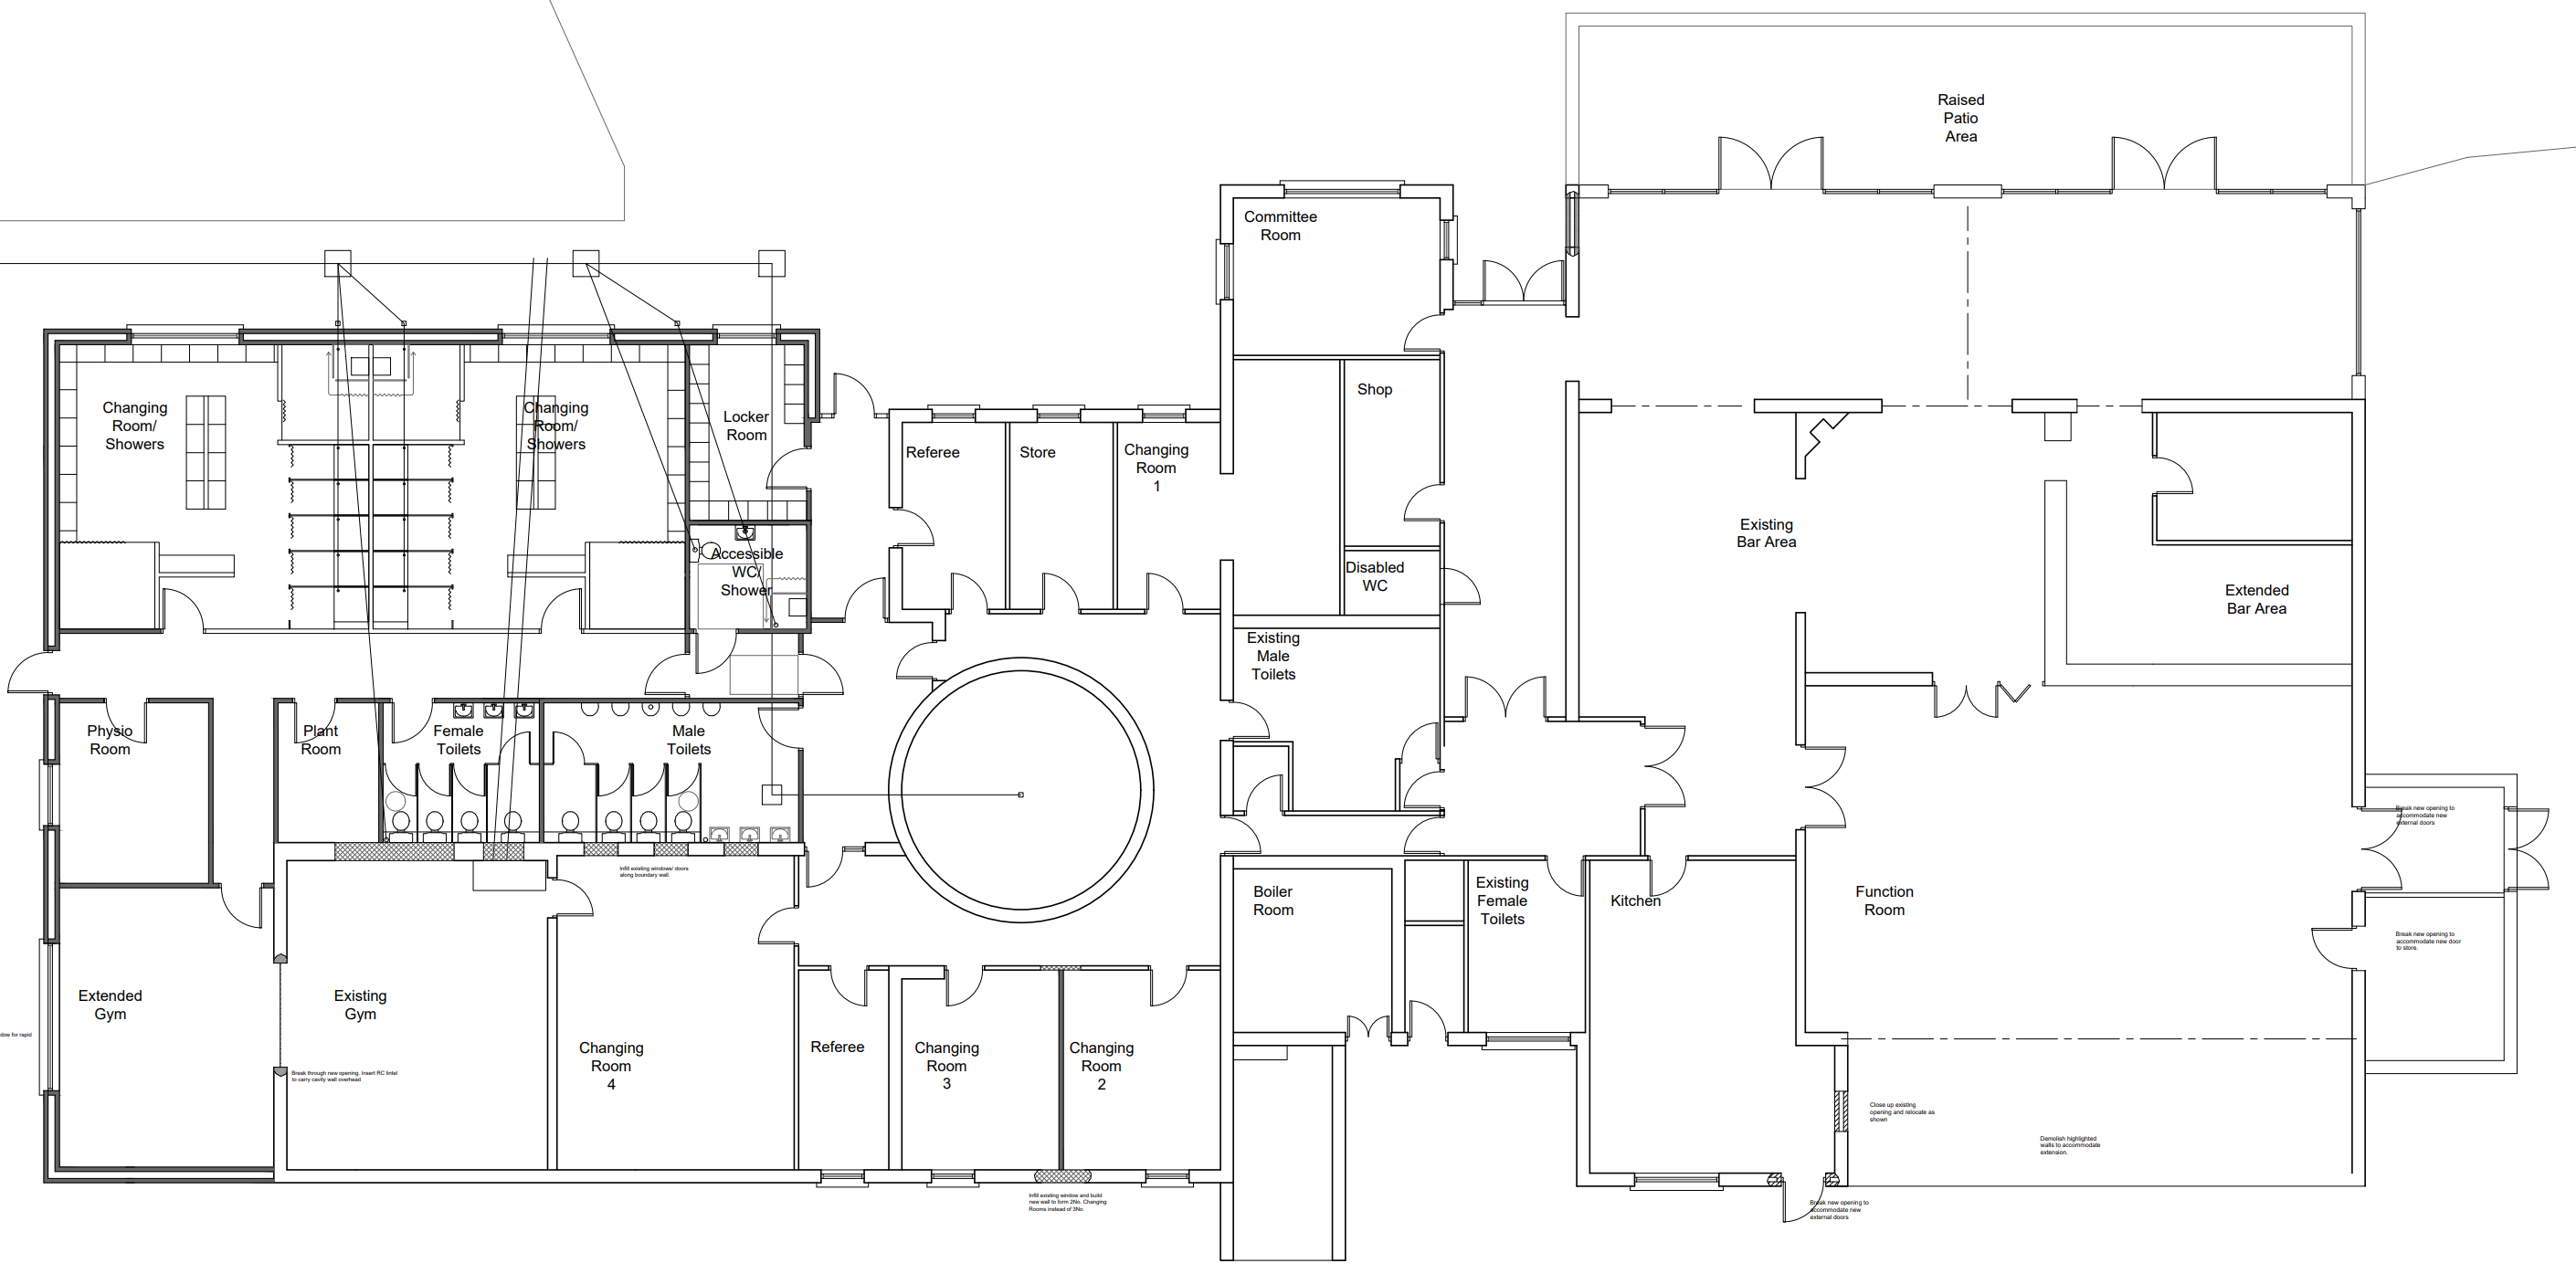 Raised
Patio
Area
Committee
Room
Shop
Changing
Room/
Showers
Changing
Room/
Showers
Locker
Room
Referee
Store
Changing
Room
1
Existing
Bar Area
Accessible
WC/
Shower
Disabled
WC
Extended
Bar Area
Existing
Male
Toilets
Physio
Room
Plant
Room
Female
Toilets
Male
Toilets
Break new opening to
accommodate new
external doors
Infill existing windows/ doors
along boundary wall.
Boiler
Room
Existing
Female
Toilets
Kitchen
Function
Room
Break new opening to
accommodate new door
to store.
Extended
Gym
Existing
Gym
dow for rapid
Changing
Room
4
Referee
Changing
Room
3
Changing
Room
2
Break through new opening. Insert RC lintel
to carry cavity wall overhead
Close up existing
opening and relocate as
shown
Demolish highlighted
walls to accommodate
extension.
Infill existing window and build
new wall to form 2No. Changing
Rooms instead of 3No.
Break new opening to
accommodate new
external doors